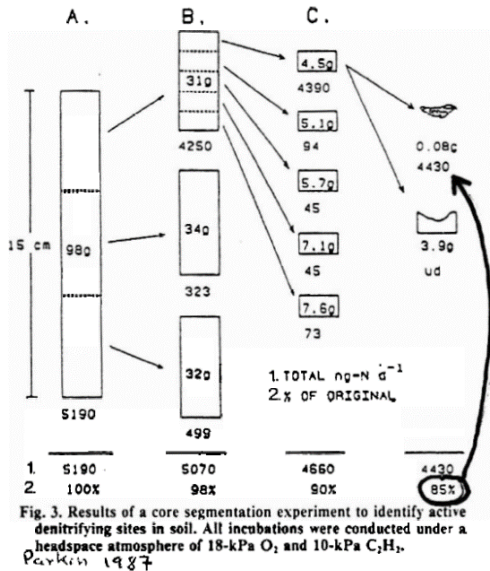 A. B. C.
31g
4250
4.5g
4390
0.08g
4430
5.1g
94
15 cm
98g
34g
323
5.7g
45
3.9g
ud
7.1g
45
7.6g
73
32g
499
5190
1. TOTAL ng-N d⁻¹
2. % OF ORIGINAL
1. 5190 5070 4660 4430
2. 100% 98% 90% 85%
Fig. 3. Results of a core segmentation experiment to identify active
denitrifying sites in soil. All incubations were conducted under a
headspace atmosphere of 18-kPa O₂ and 10-kPa C₂H₂.
Parkin 1987